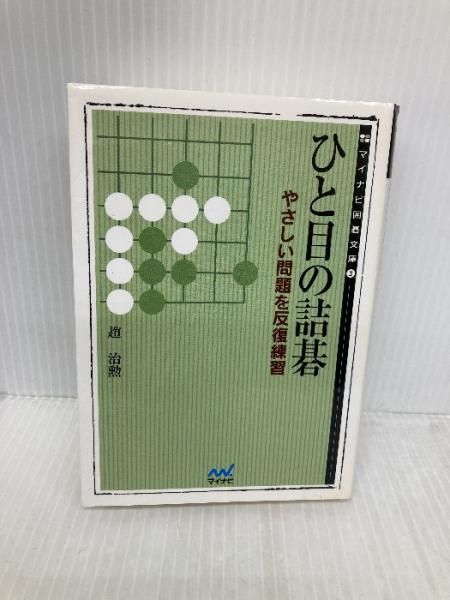 マイナビ囲碁文庫
ひと目の詰碁
やさしい問題を反復練習
趙 治勲
マイナビ